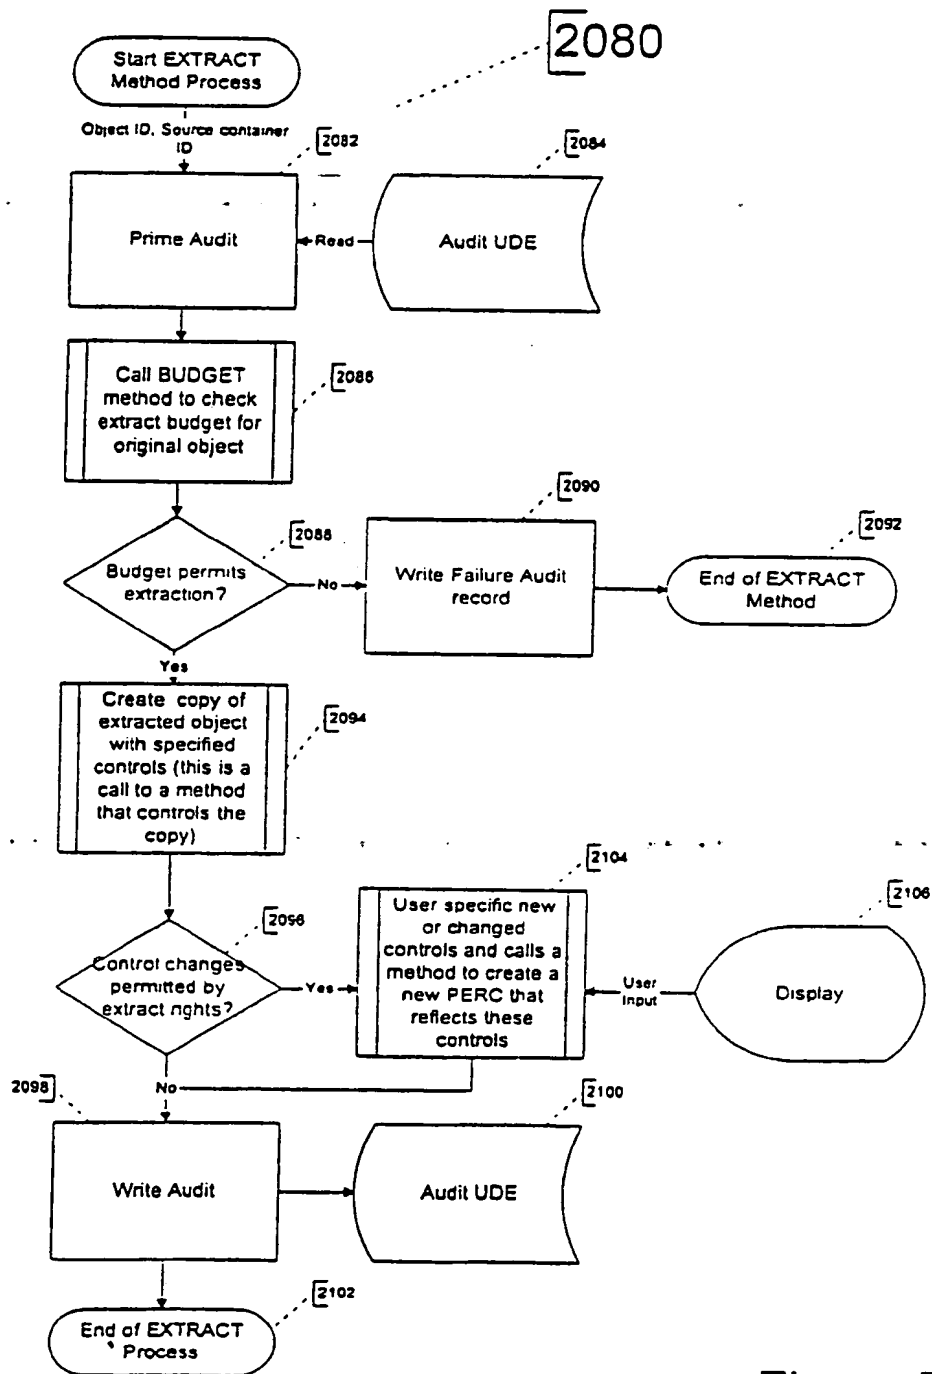 2080
Start EXTRACT
Method Process
Object ID, Source container
ID
2082
2084
Prime Audit
Read
Audit UDE
2086
Call BUDGET
method to check
extract budget for
original object
2088
Budget permits
extraction?
No
2090
Write Failure Audit
record
2092
End of EXTRACT
Method
Yes
2094
Create copy of
extracted object
with specified
controls (this is a
call to a method
that controls the
copy)
2096
Control changes
permitted by
extract rights?
Yes
2104
User specific new
or changed
controls and calls a
method to create a
new PERC that
reflects these
controls
User
Input
2106
Display
No
2098
Write Audit
2100
Audit UDE
2102
End of EXTRACT
Process